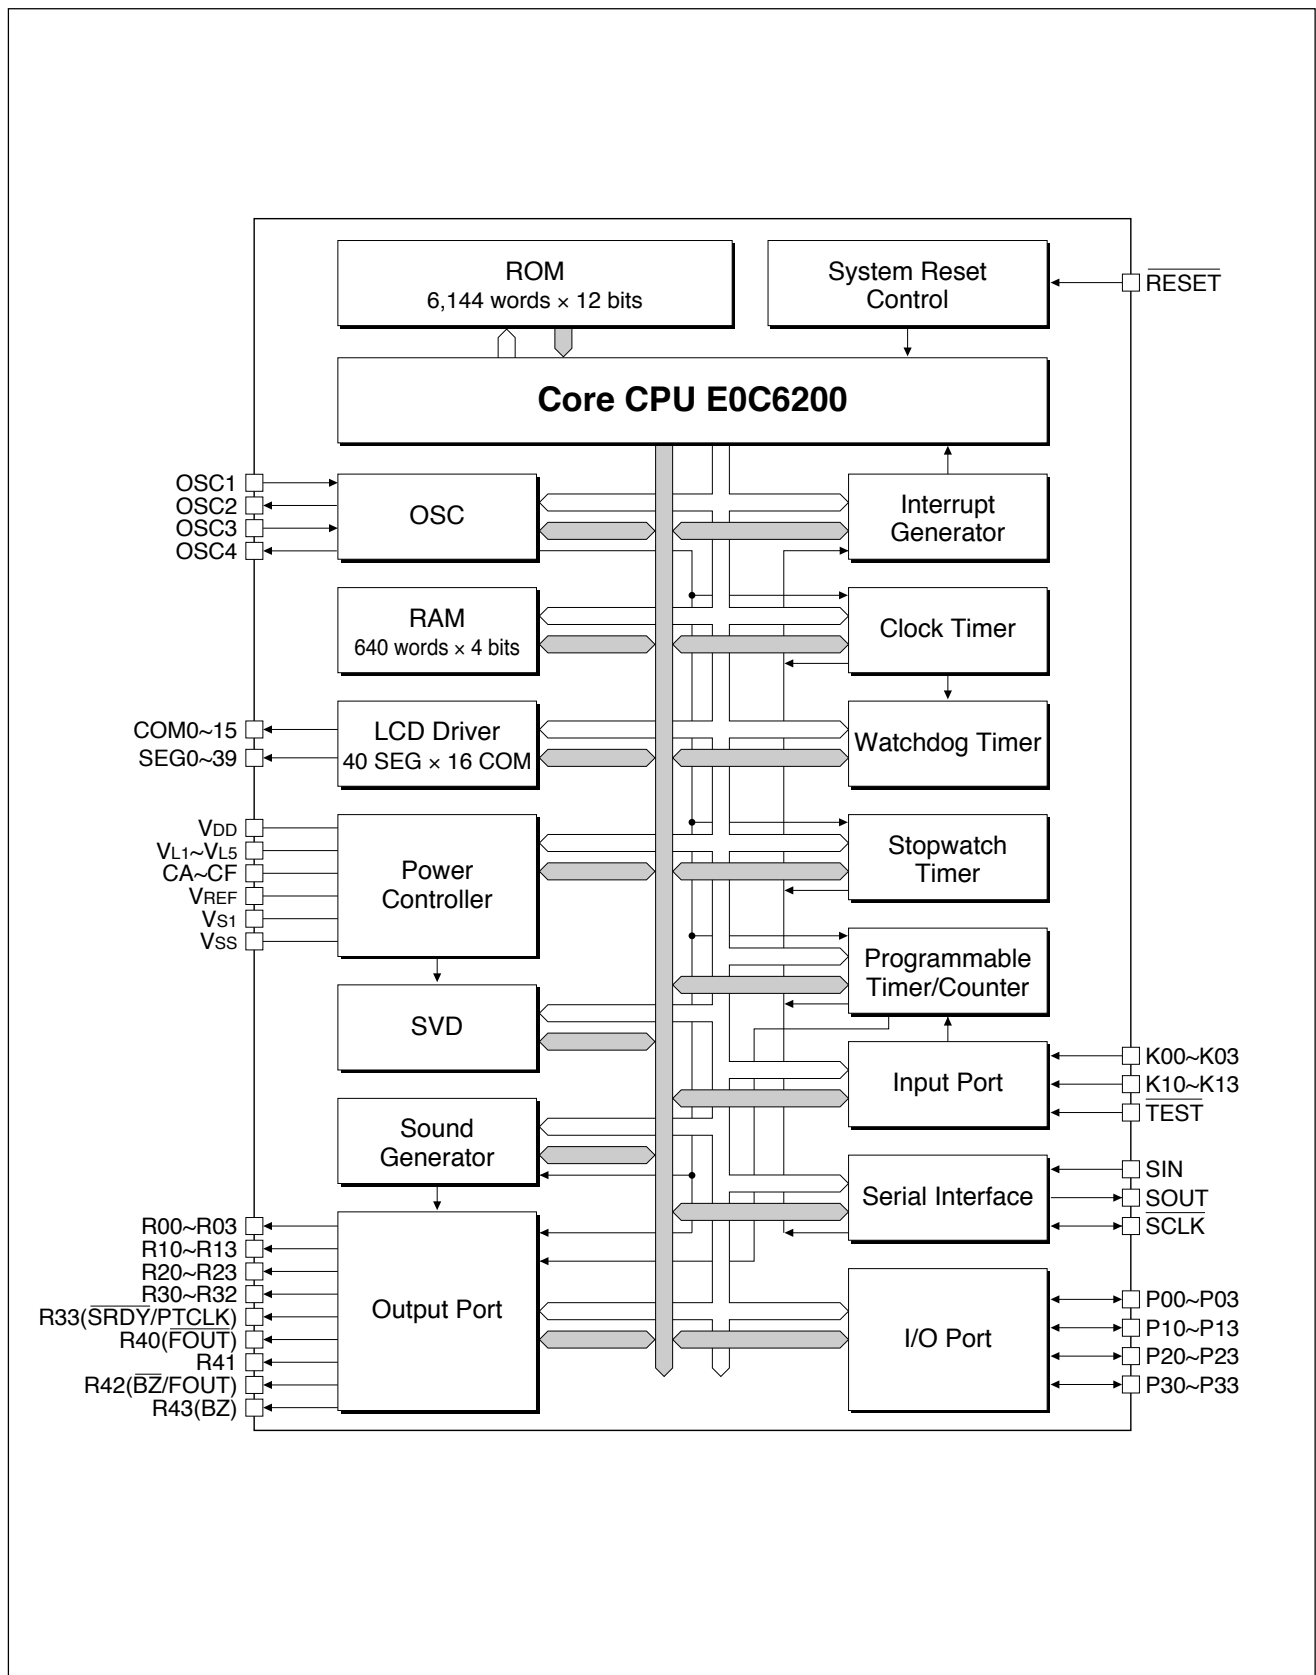 ROM
6,144 words × 12 bits
System Reset
Control
RESET
Core CPU E0C6200
OSC1
OSC2
OSC3
OSC4
OSC
Interrupt
Generator
RAM
640 words × 4 bits
Clock Timer
COM0~15
SEG0~39
LCD Driver
40 SEG × 16 COM
Watchdog Timer
VDD
VL1~VL5
CA~CF
VREF
VS1
VSS
Power
Controller
Stopwatch
Timer
Programmable
Timer/Counter
SVD
Input Port
K00~K03
K10~K13
TEST
Sound
Generator
Serial Interface
SIN
SOUT
SCLK
R00~R03
R10~R13
R20~R23
R30~R32
R33(SRDY/PTCLK)
R40(FOUT)
R41
R42(BZ/FOUT)
R43(BZ)
Output Port
I/O Port
P00~P03
P10~P13
P20~P23
P30~P33